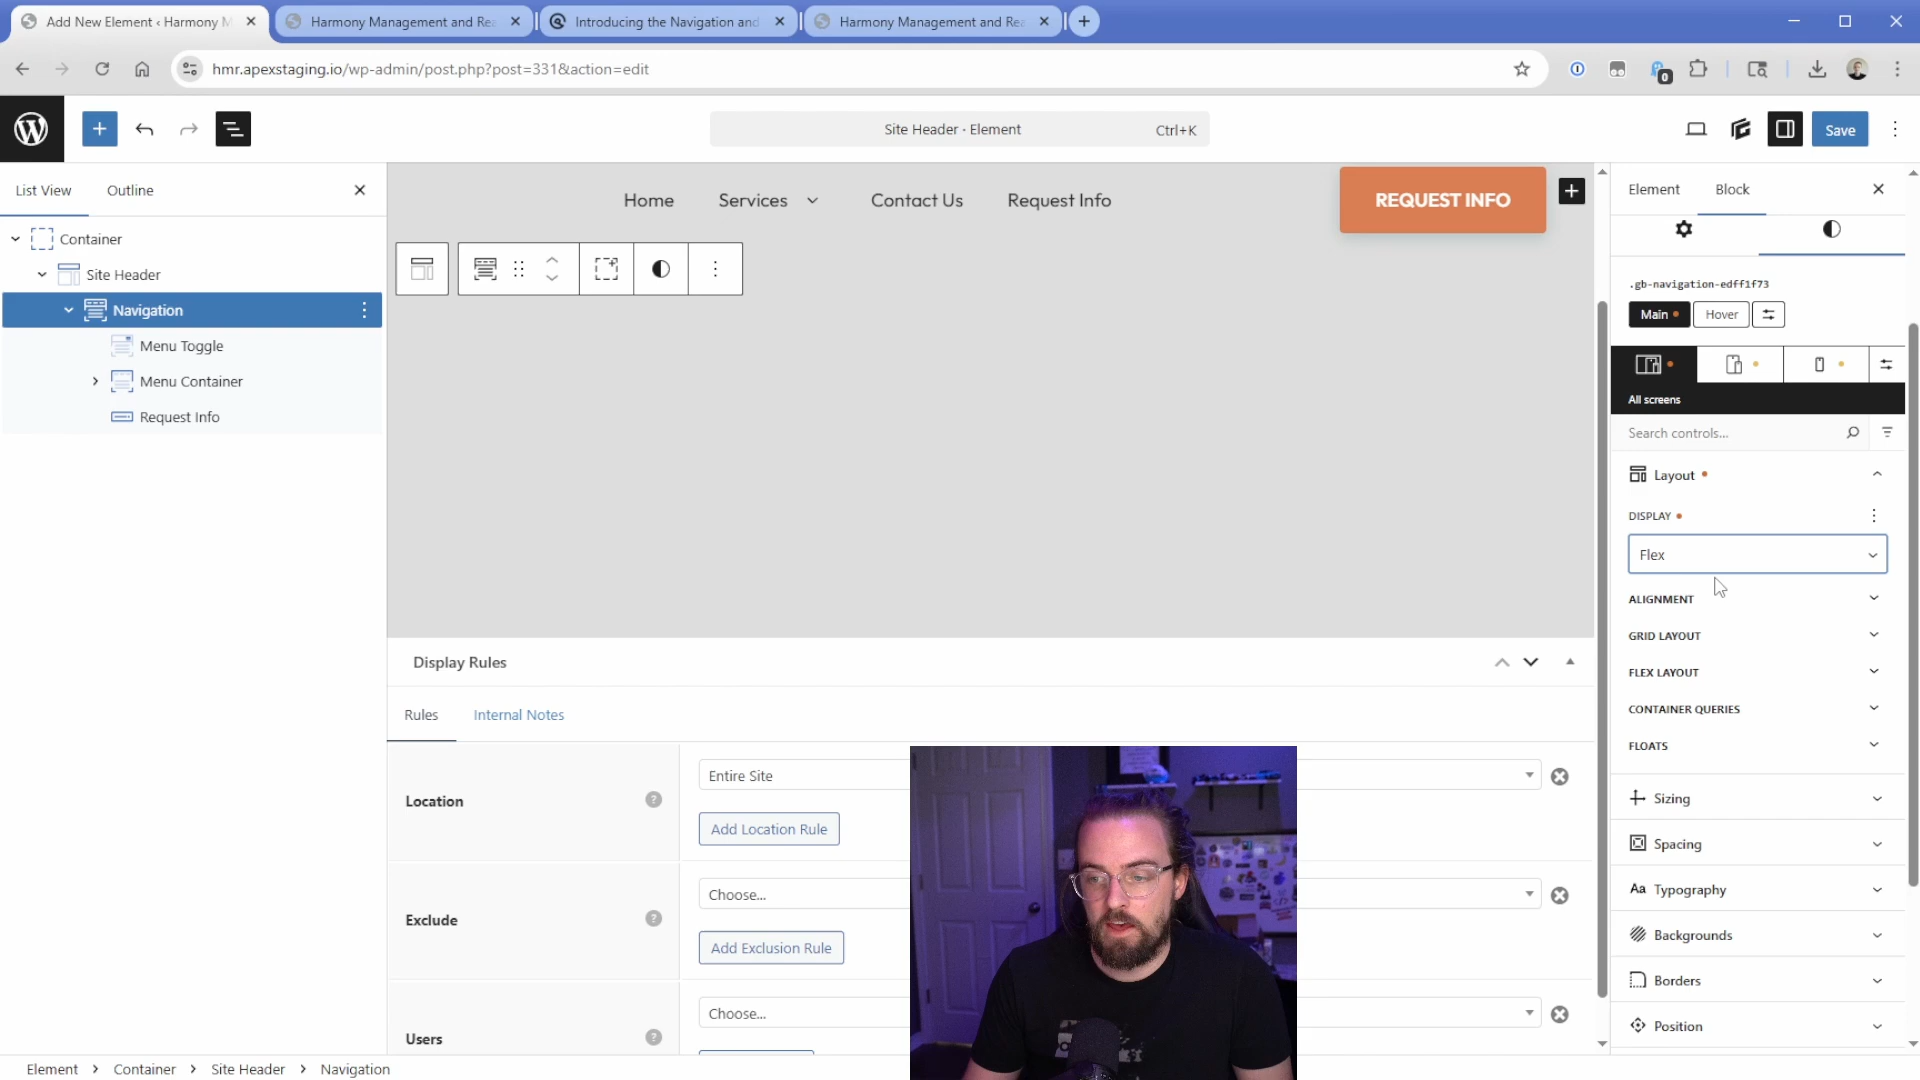 Add New Element ‹ Harmony M
Harmony Management and Rea
Introducing the Navigation and
Harmony Management and Rea
hmr.apexstaging.io/wp-admin/post.php?post=331&action=edit
0
Site Header · Element
Ctrl+K
Save
List View
Outline
Container
Site Header
Navigation
Menu Toggle
Menu Container
Request Info
Home
Services
Contact Us
Request Info
REQUEST INFO
Element
Block
.gb-navigation-edff1f73
Main
Hover
All screens
Search controls...
Layout
DISPLAY
Flex
ALIGNMENT
GRID LAYOUT
FLEX LAYOUT
CONTAINER QUERIES
FLOATS
Sizing
Spacing
Aa Typography
Backgrounds
Borders
Position
Display Rules
Rules
Internal Notes
Location
?
Entire Site
Add Location Rule
Exclude
?
Choose...
Add Exclusion Rule
Users
?
Choose...
Element > Container > Site Header > Navigation